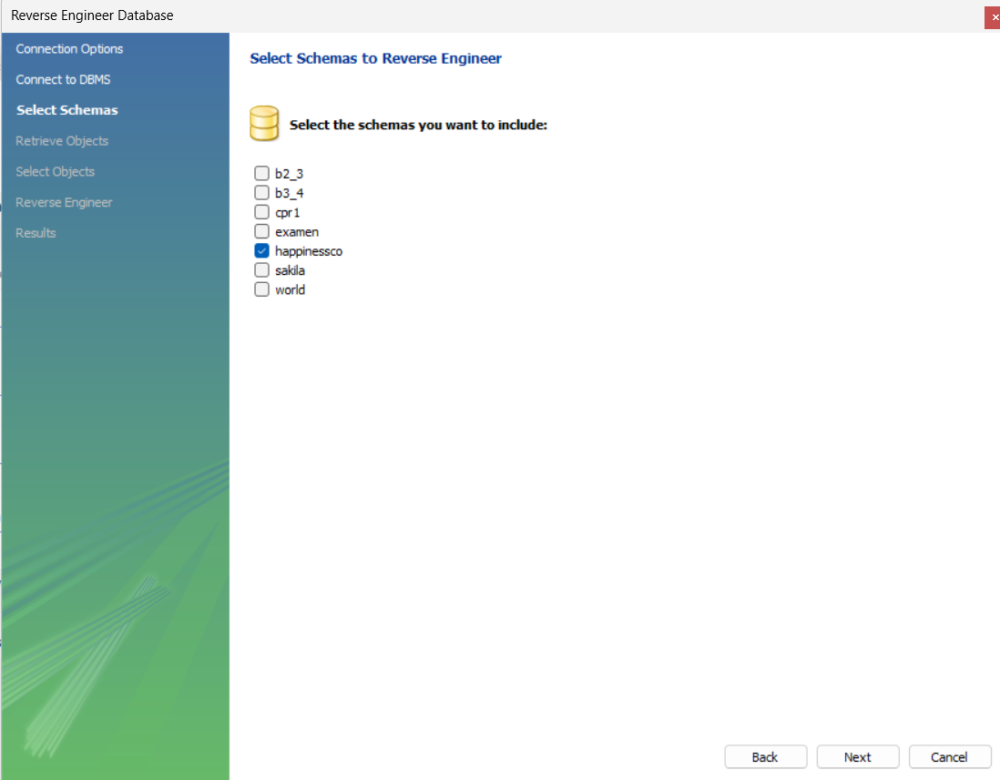 Reverse Engineer Database
Connection Options
Connect to DBMS
Select Schemas
Retrieve Objects
Select Objects
Reverse Engineer
Results
Select Schemas to Reverse Engineer
Select the schemas you want to include:
b2_3
b3_4
cpr1
examen
happinessco
sakila
world
Back
Next
Cancel